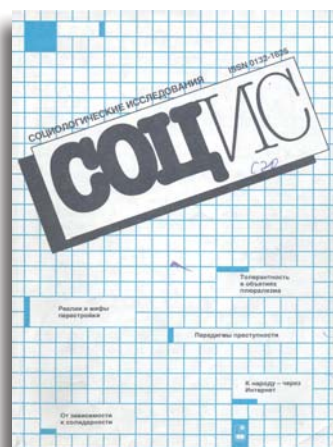 СОЦИОЛОГИЧЕСКИЕ ИССЛЕДОВАНИЯ
ISSN 0132-1625
СОЦИС
Толерантность
в объятиях
плюрализма
Реалии и мифы
перестройки
Парадигмы преступности
К народу – через
Интернет
От зависимости
к солидарности